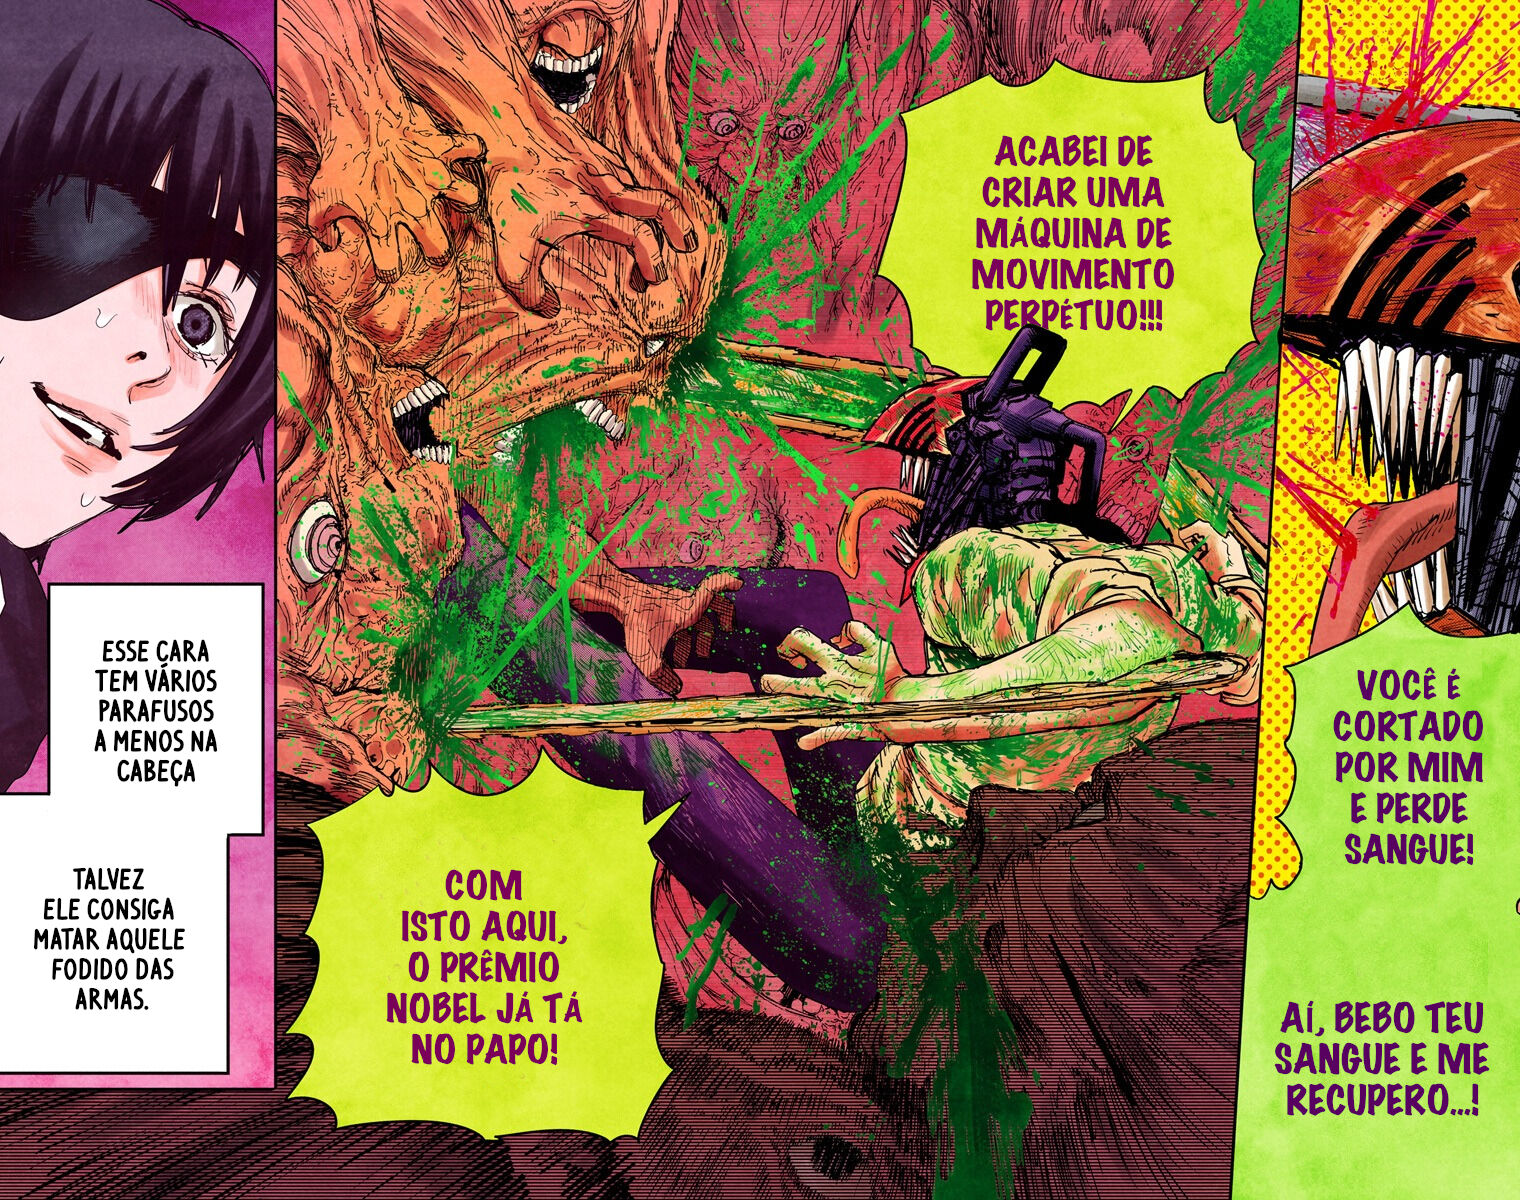 VOCÊ É
CORTADO
POR MIM
E PERDE
SANGUE!
AÍ, BEBO TEU
SANGUE E ME
RECUPERO...!
ACABEI DE
CRIAR UMA
MÁQUINA DE
MOVIMENTO
PERPÉTUO!!!
COM
ISTO AQUI,
O PRÊMIO
NOBEL JÁ TÁ
NO PAPO!
ESSE CARA
TEM VÁRIOS
PARAFUSOS
A MENOS NA
CABEÇA
TALVEZ
ELE CONSIGA
MATAR AQUELE
FODIDO DAS
ARMAS.